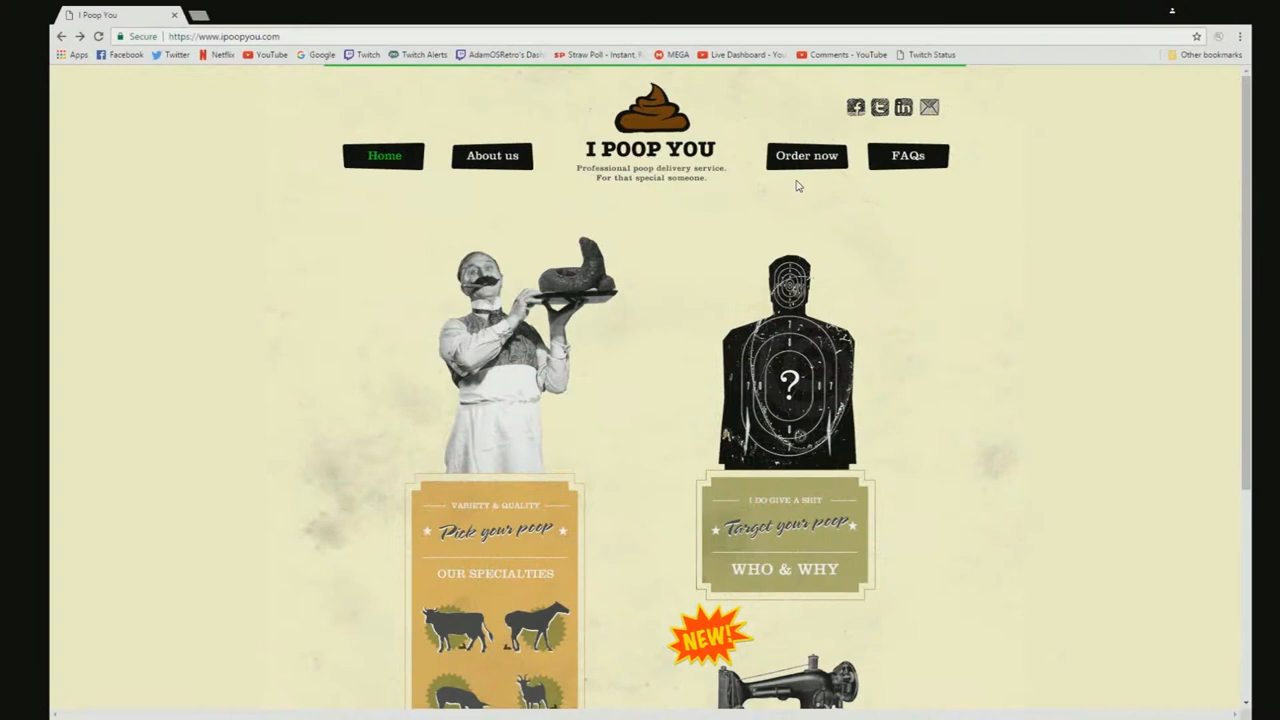 I Poop You
Secure | https://www.ipoopyou.com
Apps Facebook Twitter Netflix YouTube Google Twitch Twitch Alerts AdamOSRetro's Dash Straw Poll - Instant, R MEGA Live Dashboard - You Comments - YouTube Twitch Status Other bookmarks
Home About us I POOP YOU Order now FAQs
Professional poop delivery service.
For that special someone.
?
VARIETY & QUALITY
Pick your poop
OUR SPECIALTIES
I DO GIVE A SHIT
Target your poop
WHO & WHY
NEW!